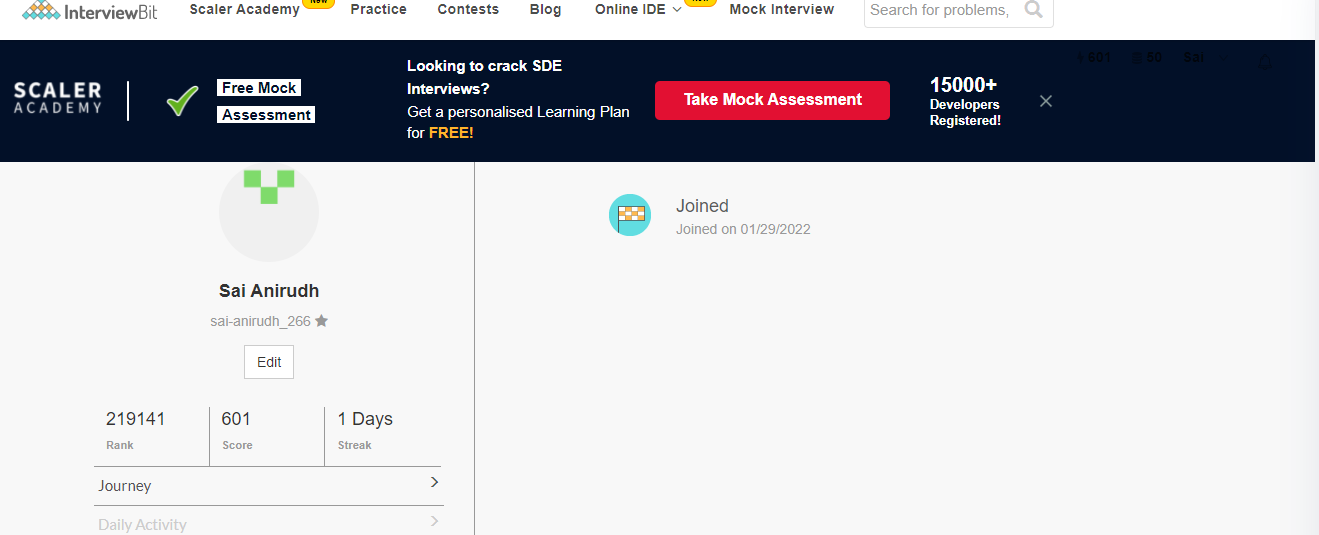 InterviewBit
Scaler Academy
New
Practice
Contests
Blog
Online IDE
New
Mock Interview
Search for problems,
601
50
Sai
SCALER
ACADEMY
Free Mock
Assessment
Looking to crack SDE
Interviews?
Get a personalised Learning Plan
for FREE!
Take Mock Assessment
15000+
Developers
Registered!
Sai Anirudh
sai-anirudh_266
Edit
219141
Rank
601
Score
1 Days
Streak
Journey
Daily Activity
Joined
Joined on 01/29/2022